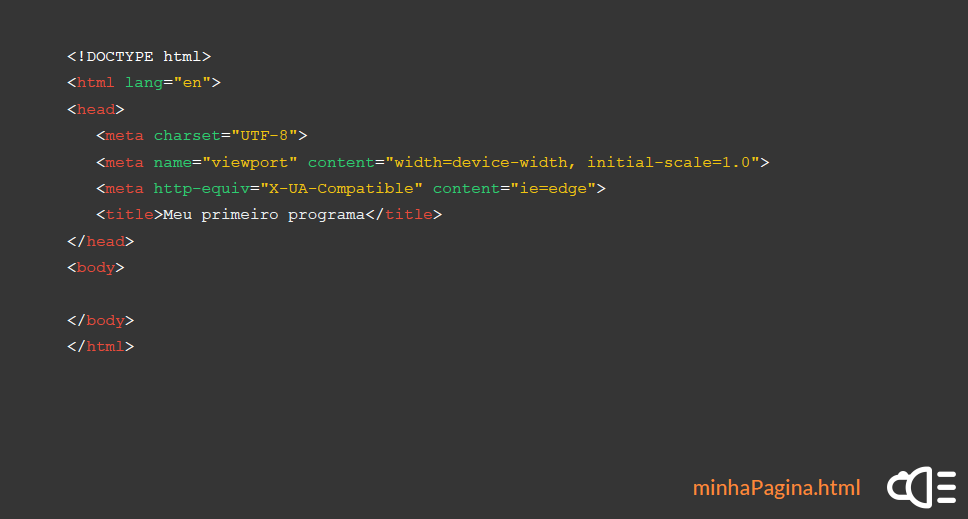 <!DOCTYPE html>
<html lang="en">
<head>
   <meta charset="UTF-8">
   <meta name="viewport" content="width=device-width, initial-scale=1.0">
   <meta http-equiv="X-UA-Compatible" content="ie=edge">
   <title>Meu primeiro programa</title>
</head>
<body>

</body>
</html>
minhaPagina.html